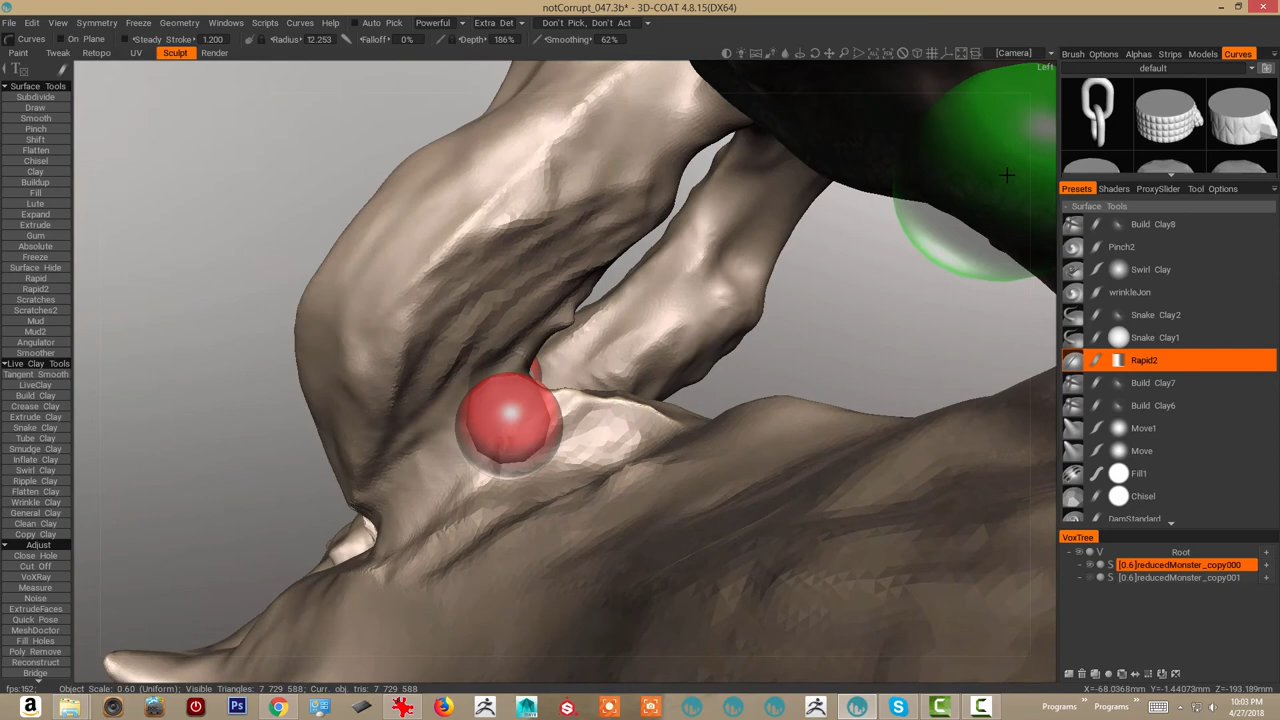 notCorrupt_047.3b* - 3D-COAT 4.8.15(DX64)
File Edit View Symmetry Freeze Geometry Windows Scripts Curves Help Auto Pick Powerful Extra Det Don't Pick, Don't Act
Curves On Plane Steady Stroke 1.200 Radius 12.253 Falloff 0% Depth 186% Smoothing 62%
Paint Tweak Retopo UV Sculpt Render [Camera]
Left
Surface Tools
Subdivide
Draw
Smooth
Pinch
Shift
Flatten
Chisel
Clay
Buildup
Fill
Lute
Expand
Extrude
Gum
Absolute
Freeze
Surface Hide
Rapid
Rapid2
Scratches
Scratches2
Mud
Mud2
Angulator
Smoother
Live Clay Tools
Tangent Smooth
LiveClay
Build Clay
Crease Clay
Extrude Clay
Snake Clay
Tube Clay
Smudge Clay
Inflate Clay
Swirl Clay
Ripple Clay
Flatten Clay
Wrinkle Clay
General Clay
Clean Clay
Copy Clay
Adjust
Close Hole
Cut Off
VoXRay
Measure
Noise
ExtrudeFaces
Quick Pose
MeshDoctor
Fill Holes
Poly Remove
Reconstruct
Bridge
Brush Options Alphas Strips Models Curves
default
Presets Shaders ProxySlider Tool Options
- Surface Tools
Build Clay8
Pinch2
Swirl Clay
wrinkleJon
Snake Clay2
Snake Clay1
Rapid2
Build Clay7
Build Clay6
Move1
Move
Fill1
Chisel
DamStandard
VoxTree
V Root +
S [0.6]reducedMonster_copy000 +
S [0.6]reducedMonster_copy001 +
fps:152; Object Scale: 0.60 (Uniform); Visible Triangles: 7 729 588; Curr. obj. tris: 7 729 588 X=-68.0368mm Y=-1.44073mm Z=-193.189mm
Programs » Programs » 10:03 PM
4/27/2018